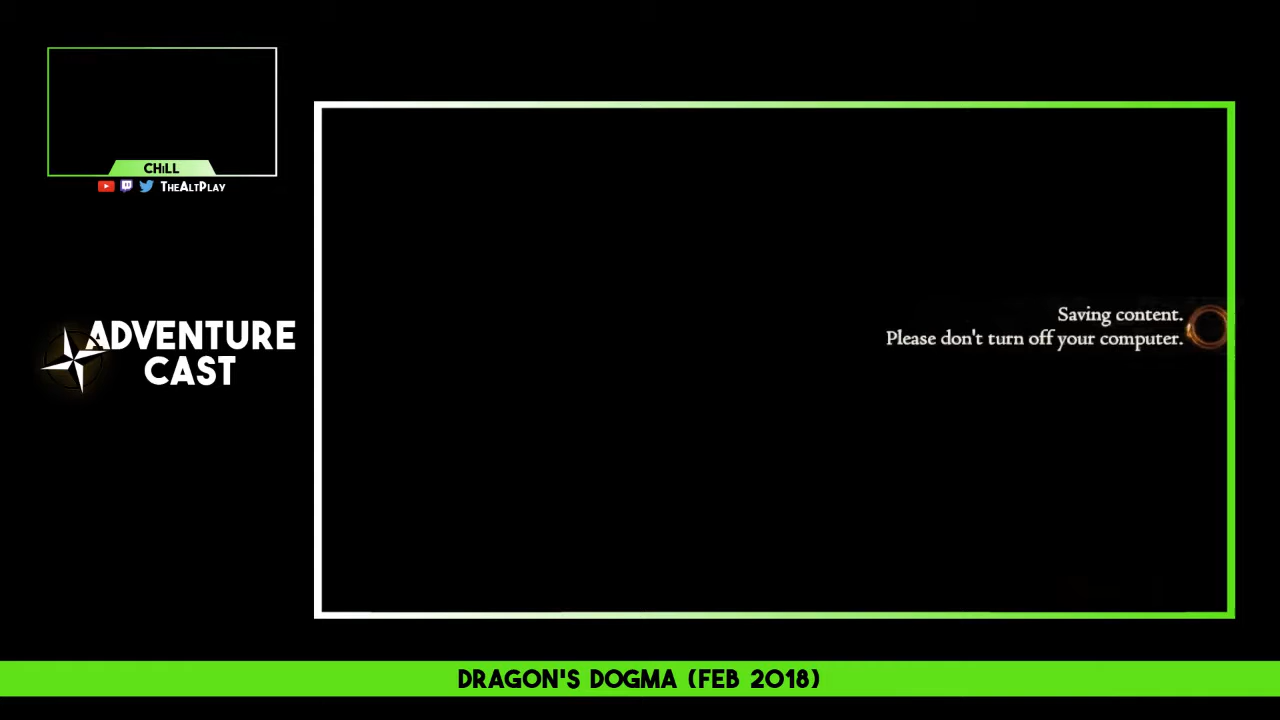 CHiLL
TheAltPlay
ADVENTURE
CAST
Saving content.
Please don't turn off your computer.
DRAGON'S DOGMA (FEB 2018)